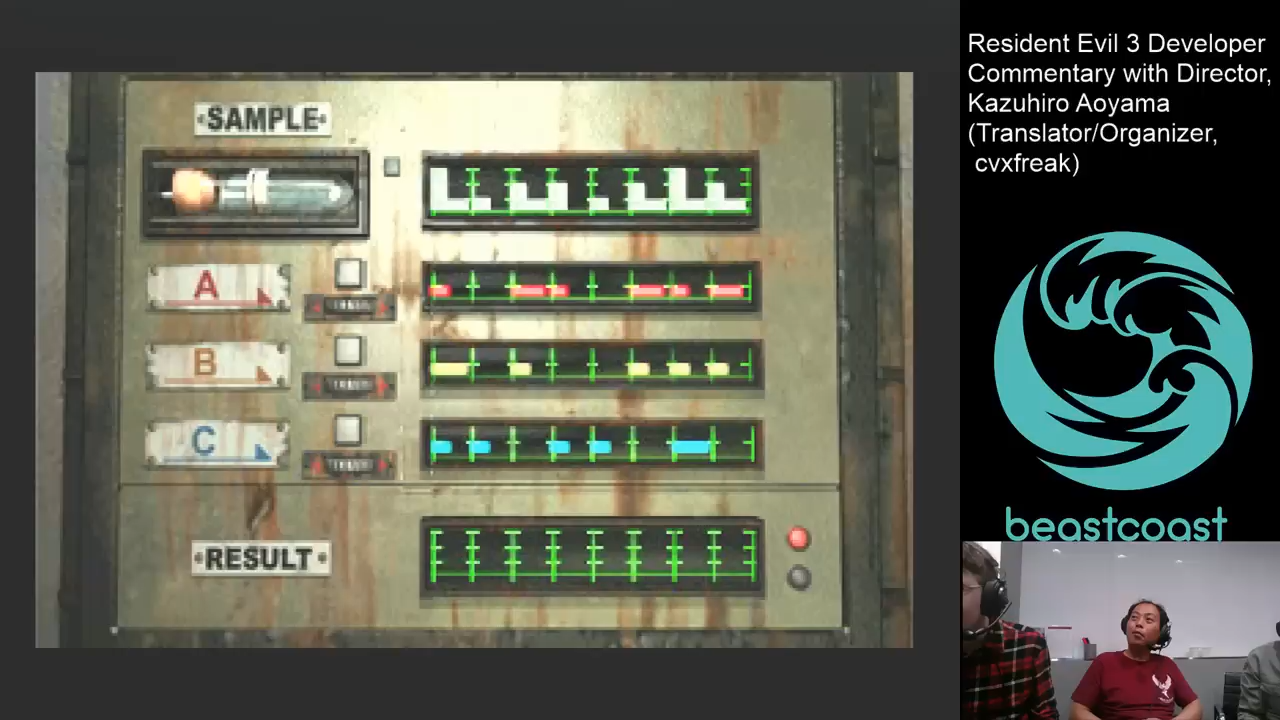 Resident Evil 3 Developer
Commentary with Director,
Kazuhiro Aoyama
(Translator/Organizer,
cvxfreak)
SAMPLE
A
B
C
RESULT
beastcoast